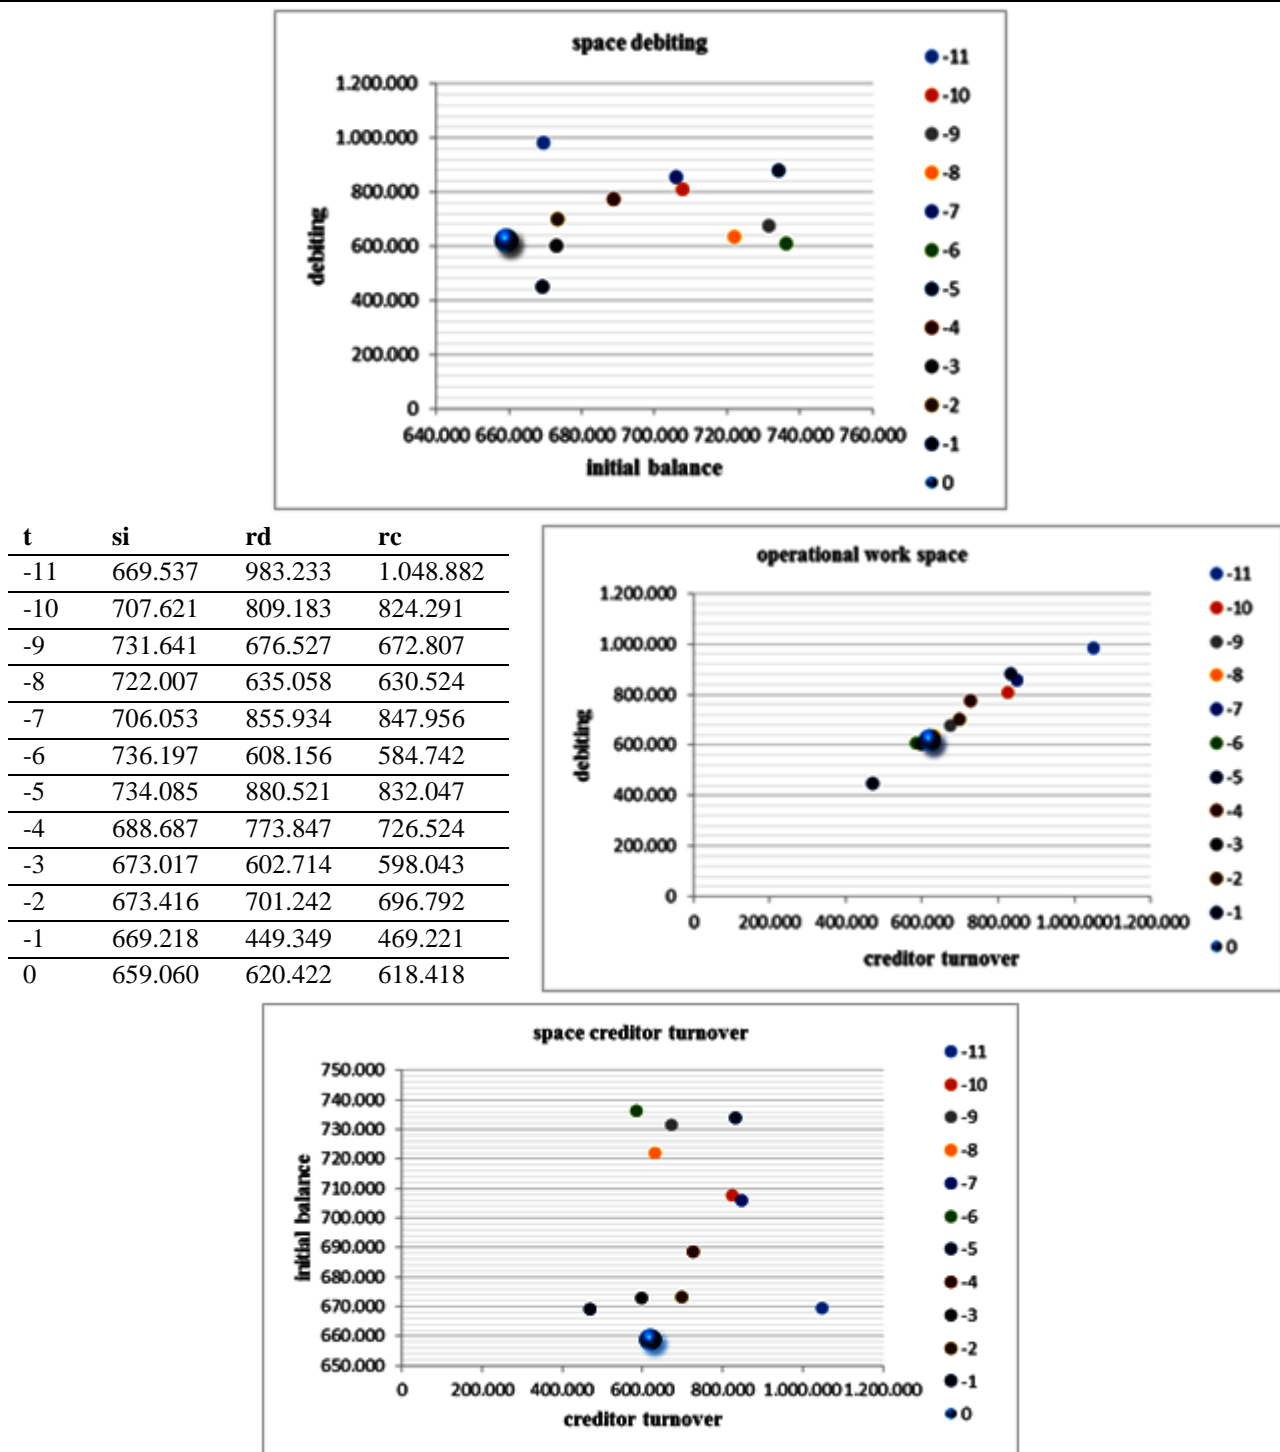 space debiting
1.200.000
1.000.000
800.000
600.000
400.000
200.000
0
debiting
640.000 660.000 680.000 700.000 720.000 740.000 760.000
initial balance
-11
-10
-9
-8
-7
-6
-5
-4
-3
-2
-1
0
t si rd rc
-11 669.537 983.233 1.048.882
-10 707.621 809.183 824.291
-9 731.641 676.527 672.807
-8 722.007 635.058 630.524
-7 706.053 855.934 847.956
-6 736.197 608.156 584.742
-5 734.085 880.521 832.047
-4 688.687 773.847 726.524
-3 673.017 602.714 598.043
-2 673.416 701.242 696.792
-1 669.218 449.349 469.221
0 659.060 620.422 618.418
operational work space
1.200.000
1.000.000
800.000
600.000
400.000
200.000
0
debiting
0 200.000 400.000 600.000 800.000 1.000.000 1.200.000
creditor turnover
-11
-10
-9
-8
-7
-6
-5
-4
-3
-2
-1
0
space creditor turnover
750.000
740.000
730.000
720.000
710.000
700.000
690.000
680.000
670.000
660.000
650.000
initial balance
0 200.000 400.000 600.000 800.000 1.000.000 1.200.000
creditor turnover
-11
-10
-9
-8
-7
-6
-5
-4
-3
-2
-1
0